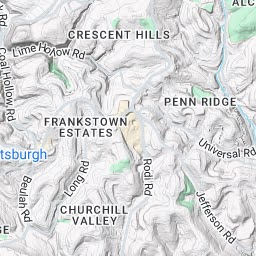 ALC
CRESCENT HILLS
Lime Hollow Rd
Coal Hollow Rd
PENN RIDGE
FRANKSTOWN
ESTATES
Universal Rd
tsburgh
Long Rd
Rodi Rd
Beulah Rd
Jefferson Rd
CHURCHILL
VALLEY
GE